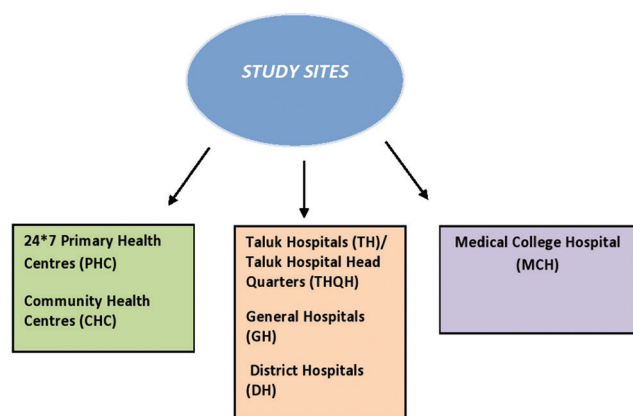 STUDY SITES
24*7 Primary Health
Centres (PHC)
Community Health
Centres (CHC)
Taluk Hospitals (TH)/
Taluk Hospital Head
Quarters (THQH)
General Hospitals
(GH)
District Hospitals
(DH)
Medical College Hospital
(MCH)